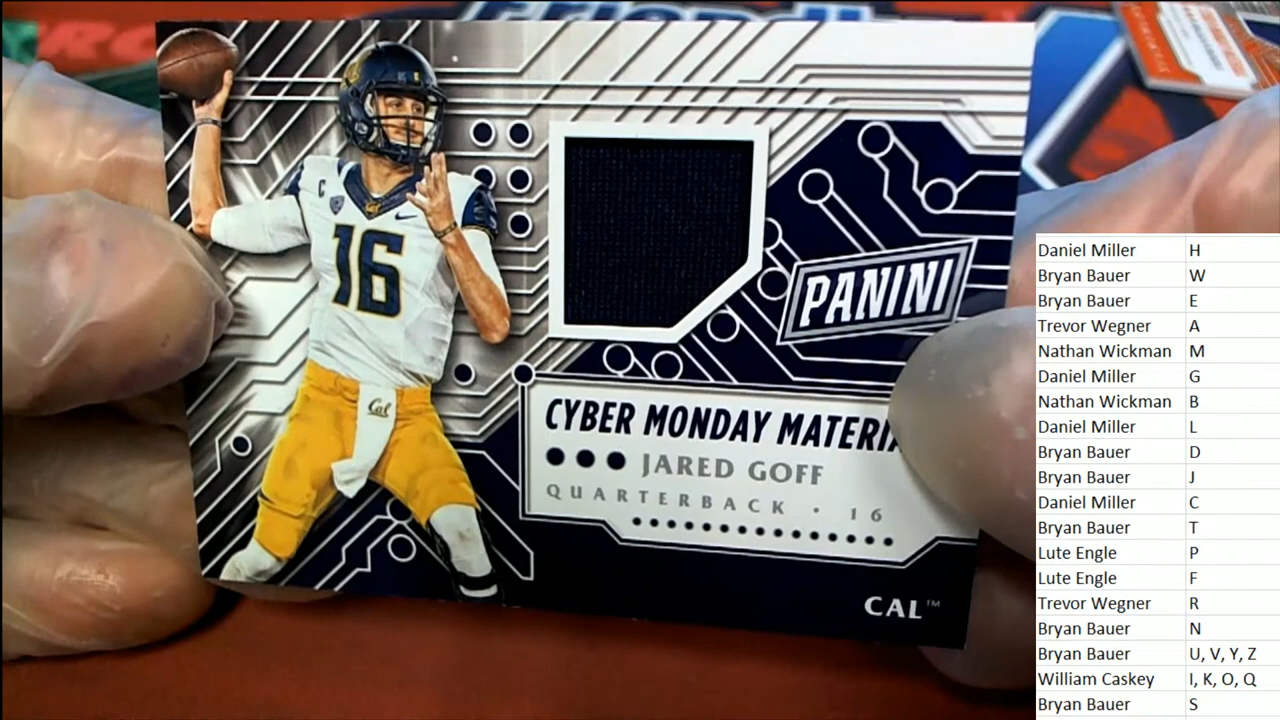 16
Cal
PANINI
CYBER MONDAY
JARED GOFF
QUARTERBACK • 16
CAL™
Daniel Miller H
Bryan Bauer W
Bryan Bauer E
Trevor Wegner A
Nathan Wickman M
Daniel Miller G
Nathan Wickman B
Daniel Miller L
Bryan Bauer D
Bryan Bauer J
Daniel Miller C
Bryan Bauer T
Lute Engle P
Lute Engle F
Trevor Wegner R
Bryan Bauer N
Bryan Bauer U, V, Y, Z
William Caskey I, K, O, Q
Bryan Bauer S